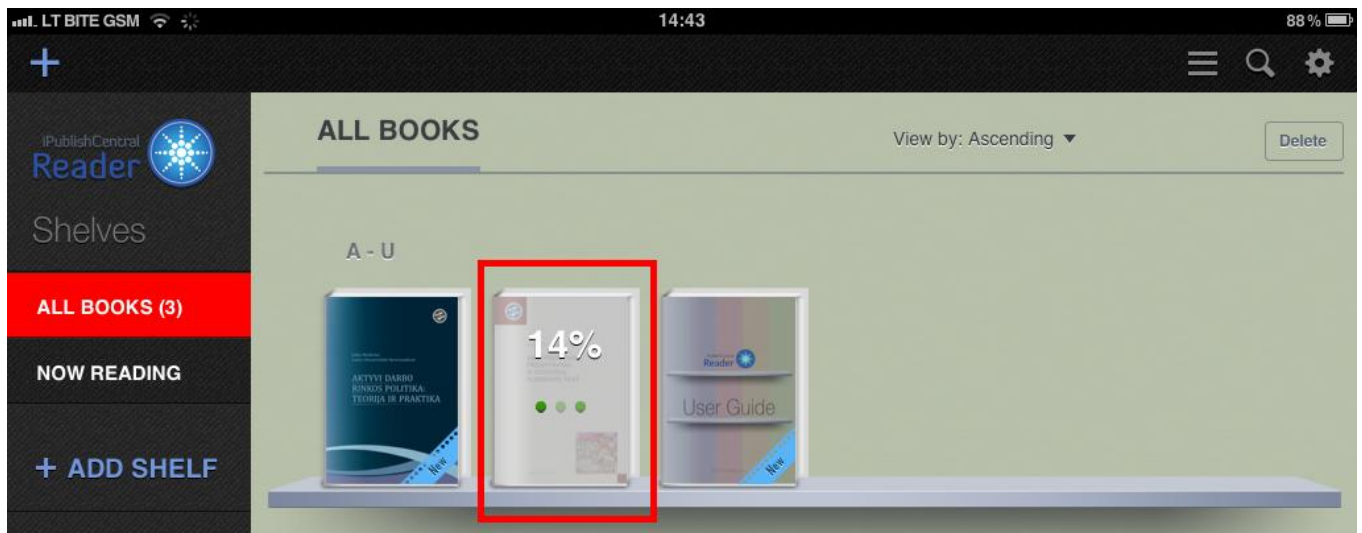 LT BITE GSM 14:43 88%
+
iPublishCentral
Reader
Shelves
ALL BOOKS (3)
NOW READING
+ ADD SHELF
ALL BOOKS
View by: Ascending ▼
Delete
A - U
AKTYVI DARBO
RINKOS POLITIKA:
TEORIJA IR PRAKTIKA
New
14%
Reader
User Guide
New